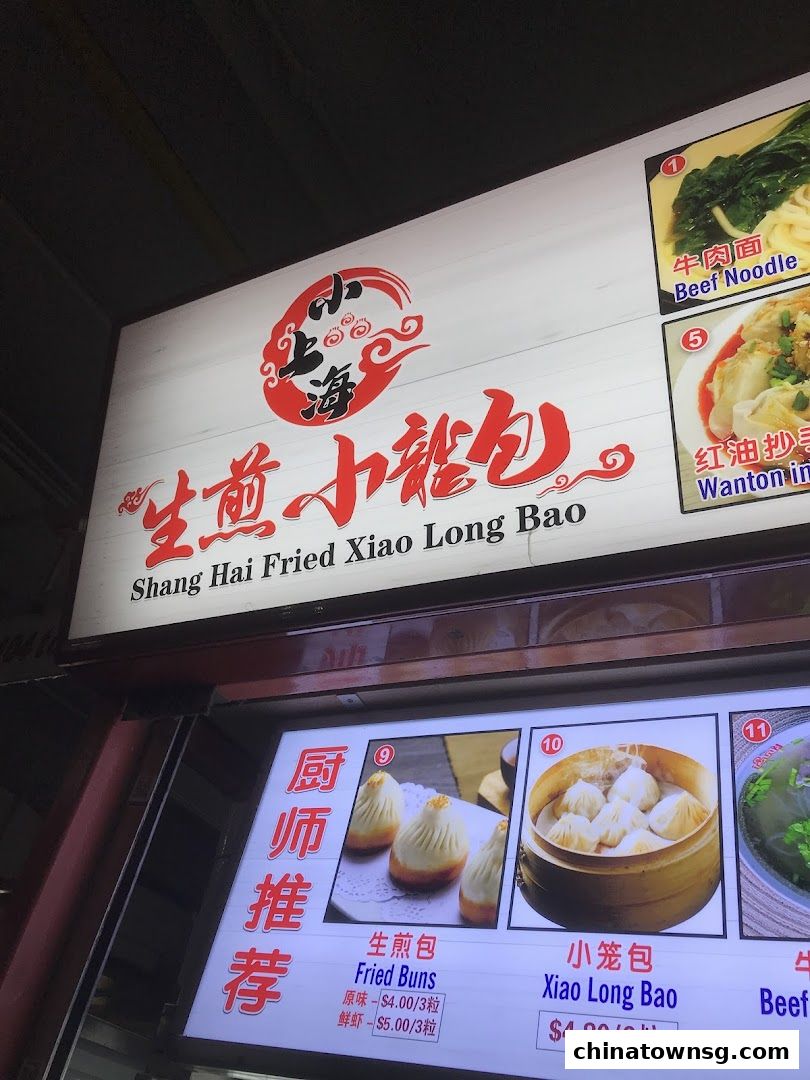 小
上
海
生煎小龍包
Shang Hai Fried Xiao Long Bao
1
牛肉面
Beef Noodle
5
红油抄手
Wanton in
厨
师
推
荐
9
生煎包
Fried Buns
原味 – $4.00/3粒
鲜虾 – $5.00/3粒
10
小笼包
Xiao Long Bao
11
Beef
chinatownsg.com